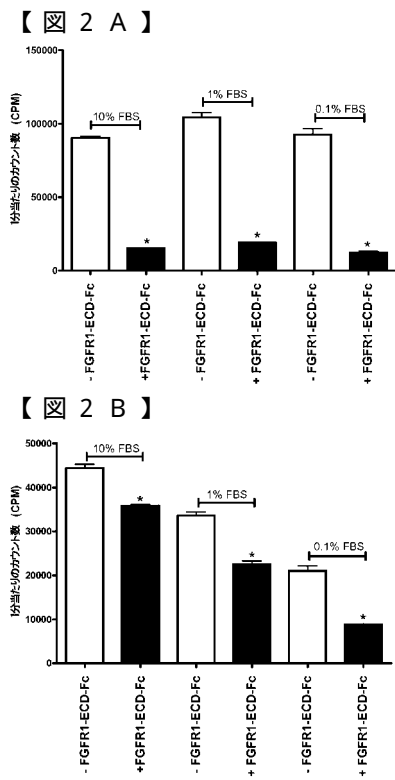 【図２Ａ】
150000
100000
50000
0
1分当たりのカウント数 (CPM)
10% FBS
1% FBS
0.1% FBS
*
*
*
- FGFR1-ECD-Fc
+FGFR1-ECD-Fc
- FGFR1-ECD-Fc
+ FGFR1-ECD-Fc
- FGFR1-ECD-Fc
+ FGFR1-ECD-Fc
【図２Ｂ】
50000
40000
30000
20000
10000
0
1分当たりのカウント数 (CPM)
10% FBS
1% FBS
0.1% FBS
*
*
*
- FGFR1-ECD-Fc
+FGFR1-ECD-Fc
- FGFR1-ECD-Fc
+ FGFR1-ECD-Fc
- FGFR1-ECD-Fc
+ FGFR1-ECD-Fc